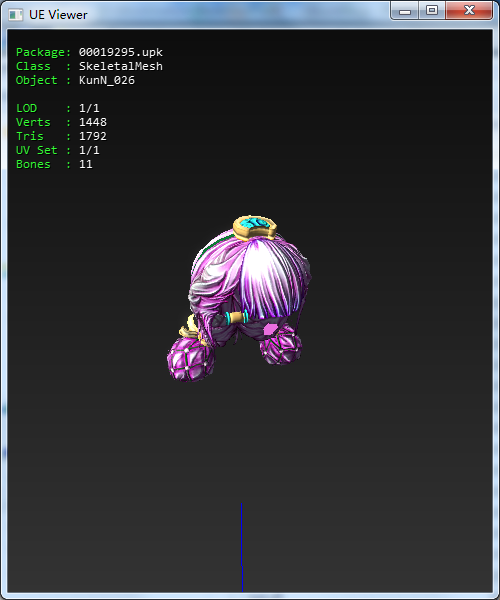 UE Viewer
Package: 00019295.upk
Class  : SkeletalMesh
Object : KunN_026
LOD    : 1/1
Verts  : 1448
Tris   : 1792
UV Set : 1/1
Bones  : 11